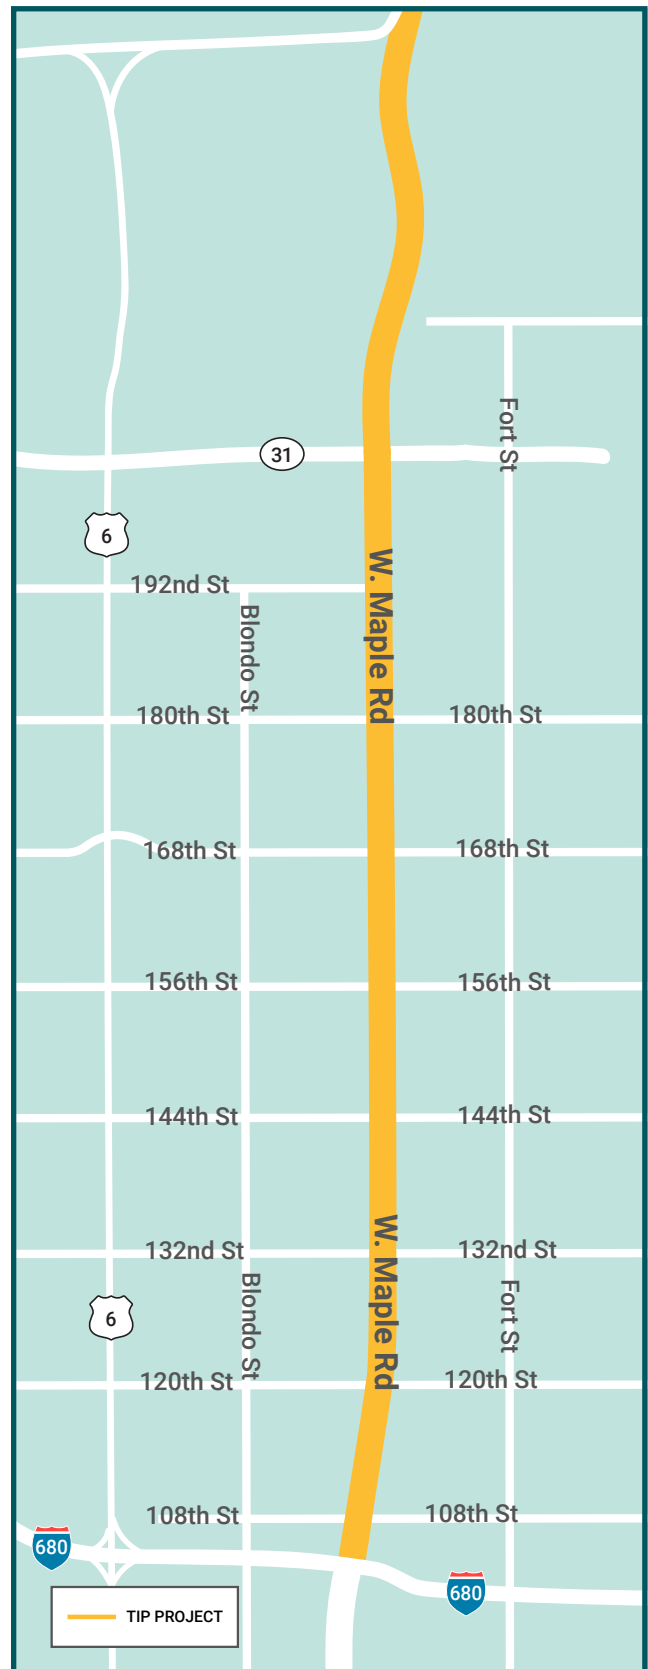 Fort St
31
6
192nd St
W. Maple Rd
Blondo St
180th St
180th St
168th St
168th St
156th St
156th St
144th St
144th St
W. Maple Rd
132nd St
132nd St
Blondo St
Fort St
6
120th St
120th St
108th St
108th St
680
680
TIP PROJECT